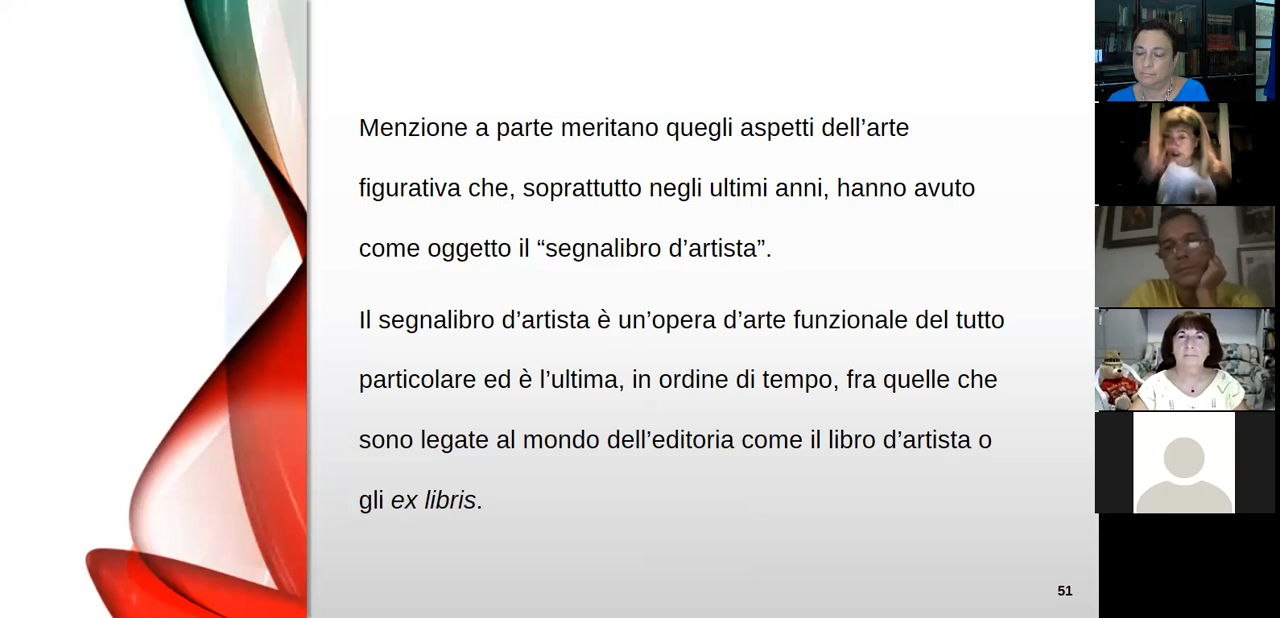 Menzione a parte meritano quegli aspetti dell’arte
figurativa che, soprattutto negli ultimi anni, hanno avuto
come oggetto il “segnalibro d’artista”.
Il segnalibro d’artista è un’opera d’arte funzionale del tutto
particolare ed è l’ultima, in ordine di tempo, fra quelle che
sono legate al mondo dell’editoria come il libro d’artista o
gli ex libris.
51